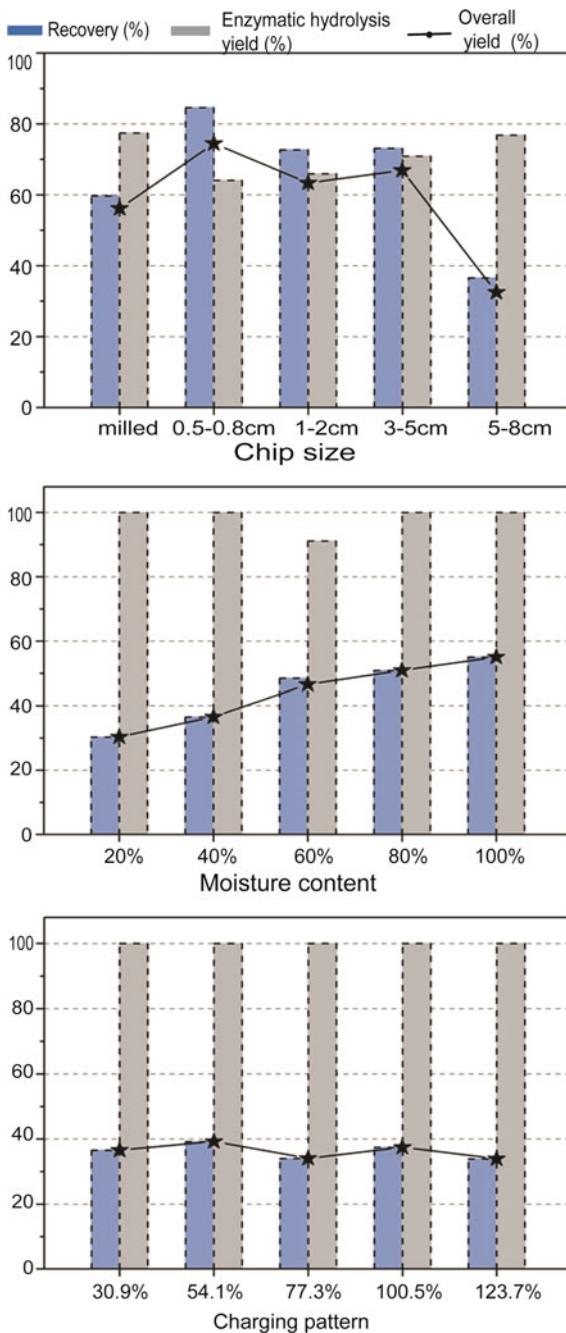 Recovery (%) Enzymatic hydrolysis yield (%) Overall yield (%)
100
80
60
40
20
0
milled 0.5-0.8cm 1-2cm 3-5cm 5-8cm
Chip size
100
80
60
40
20
0
20% 40% 60% 80% 100%
Moisture content
100
80
60
40
20
0
30.9% 54.1% 77.3% 100.5% 123.7%
Charging pattern